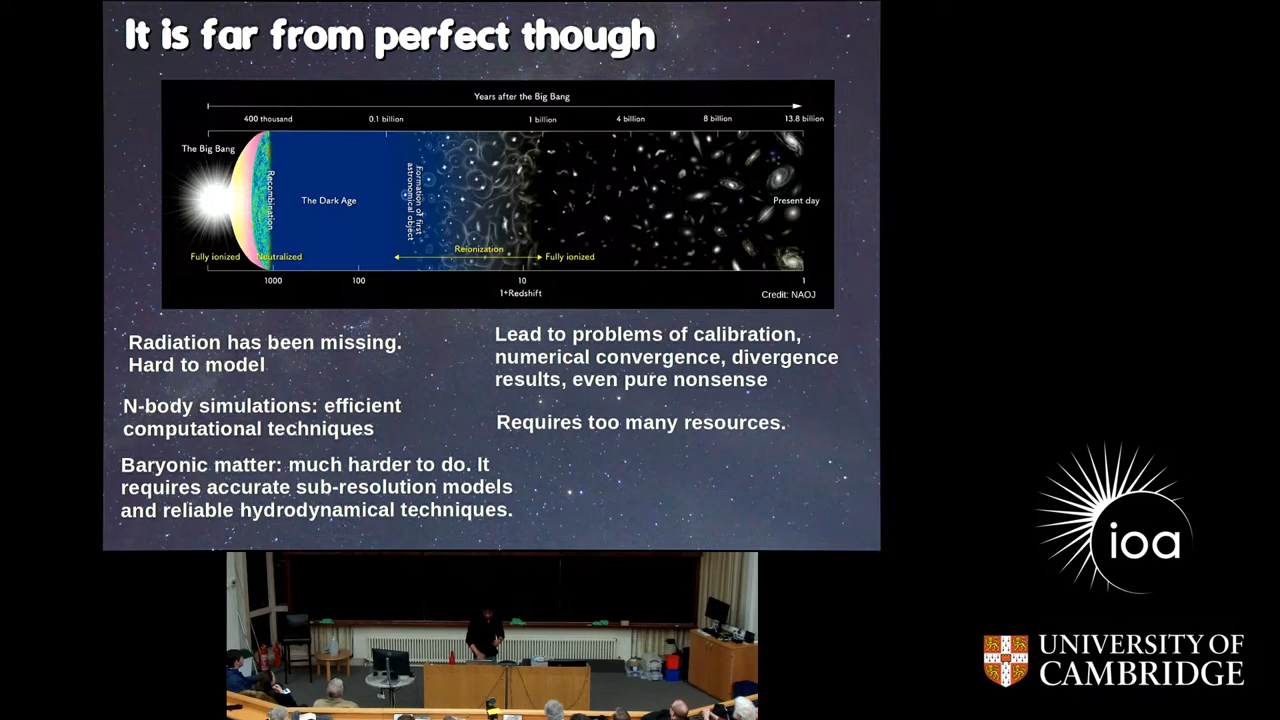 It is far from perfect though
Years after the Big Bang
400 thousand
0.1 billion
1 billion
4 billion
8 billion
13.8 billion
The Big Bang
Recombination
The Dark Age
Formation of first
astronomical object
Present day
Fully ionized
Neutralized
Reionization
Fully ionized
1000
100
10
1
1+Redshift
Credit: NAOJ
Radiation has been missing.
Hard to model
N-body simulations: efficient
computational techniques
Baryonic matter: much harder to do. It
requires accurate sub-resolution models
and reliable hydrodynamical techniques.
Lead to problems of calibration,
numerical convergence, divergence
results, even pure nonsense
Requires too many resources.
ioa
UNIVERSITY OF
CAMBRIDGE